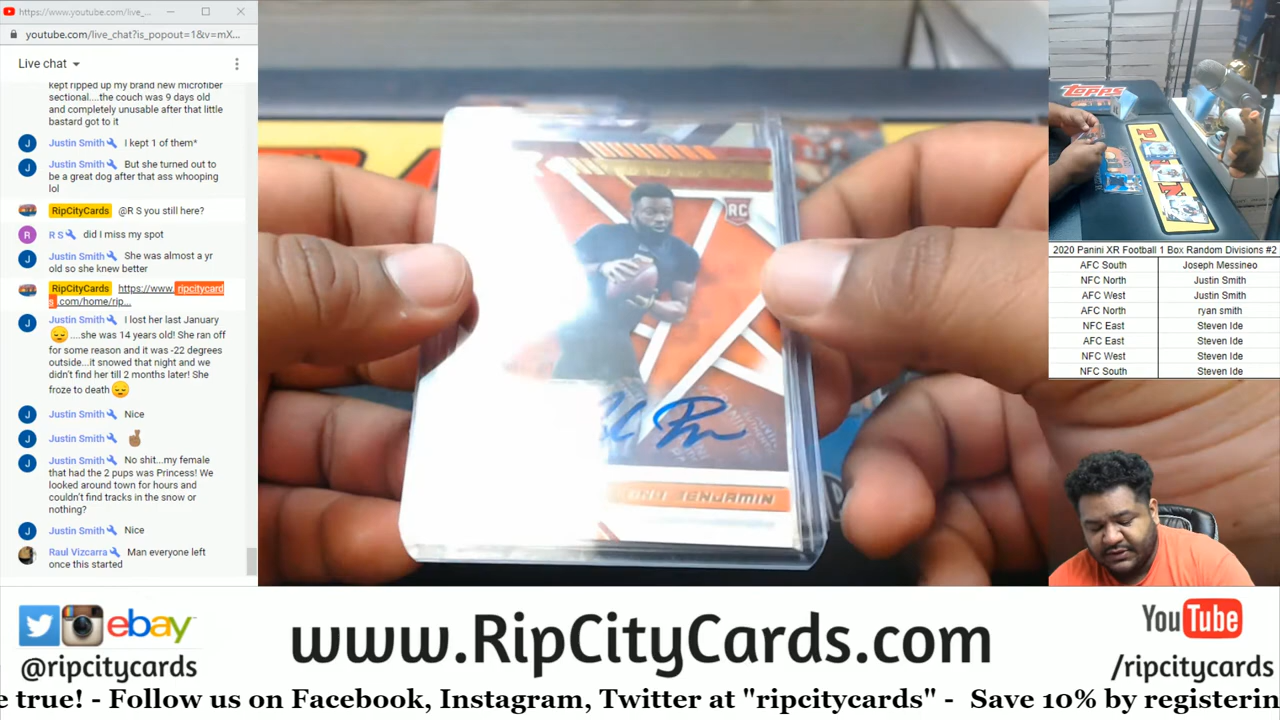 https://www.youtube.com/live_...
youtube.com/live_chat?is_popout=1&v=mX...
Live chat
kept ripped up my brand new microfiber
sectional....the couch was 9 days old
and completely unusable after that little
bastard got to it
Justin Smith I kept 1 of them*
Justin Smith But she turned out to
be a great dog after that ass whooping
lol
RipCityCards @R S you still here?
R S did I miss my spot
Justin Smith She was almost a yr
old so she knew better
RipCityCards https://www.ripcitycard
s.com/home/rip...
Justin Smith I lost her last January
....she was 14 years old! She ran off
for some reason and it was -22 degrees
outside...it snowed that night and we
didn't find her till 2 months later! She
froze to death
Justin Smith Nice
Justin Smith
Justin Smith No shit...my female
that had the 2 pups was Princess! We
looked around town for hours and
couldn't find tracks in the snow or
nothing?
Justin Smith Nice
Raul Vizcarra Man everyone left
once this started
RC
BENJAMIN
TOPPS
2020 Panini XR Football 1 Box Random Divisions #2
AFC South Joseph Messineo
NFC North Justin Smith
AFC West Justin Smith
AFC North ryan smith
NFC East Steven Ide
AFC East Steven Ide
NFC West Steven Ide
NFC South Steven Ide
ebay
@ripcitycards
www.RipCityCards.com
YouTube
/ripcitycards
e true! - Follow us on Facebook, Instagram, Twitter at "ripcitycards" - Save 10% by registerin